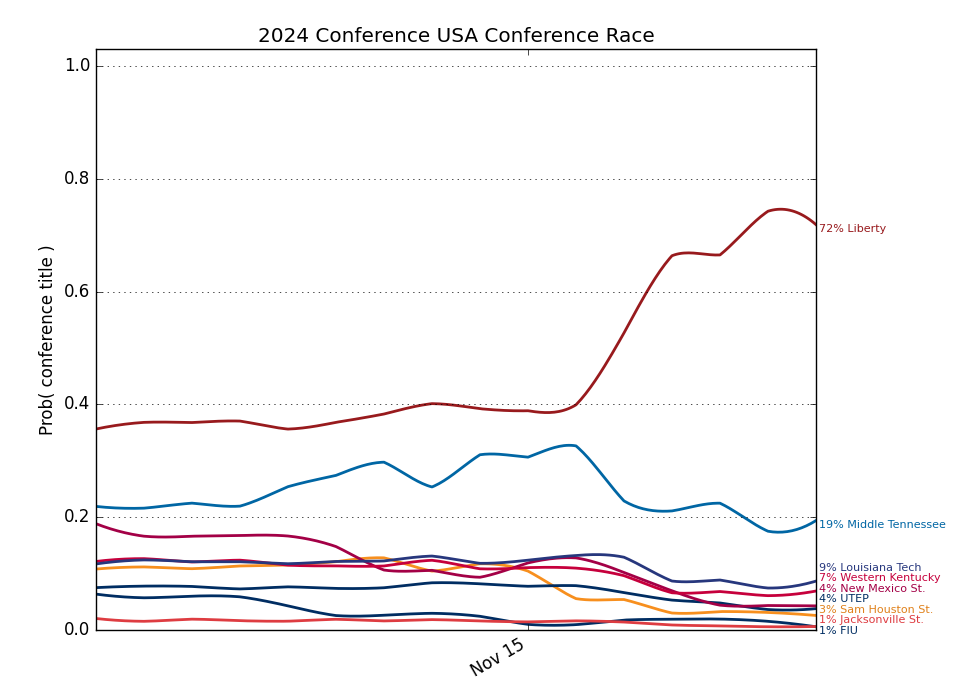 2024 Conference USA Conference Race
Prob( conference title )
1.0
0.8
0.6
0.4
0.2
0.0
Nov 15
72% Liberty
19% Middle Tennessee
9% Louisiana Tech
7% Western Kentucky
4% New Mexico St.
4% UTEP
3% Sam Houston St.
1% Jacksonville St.
1% FIU